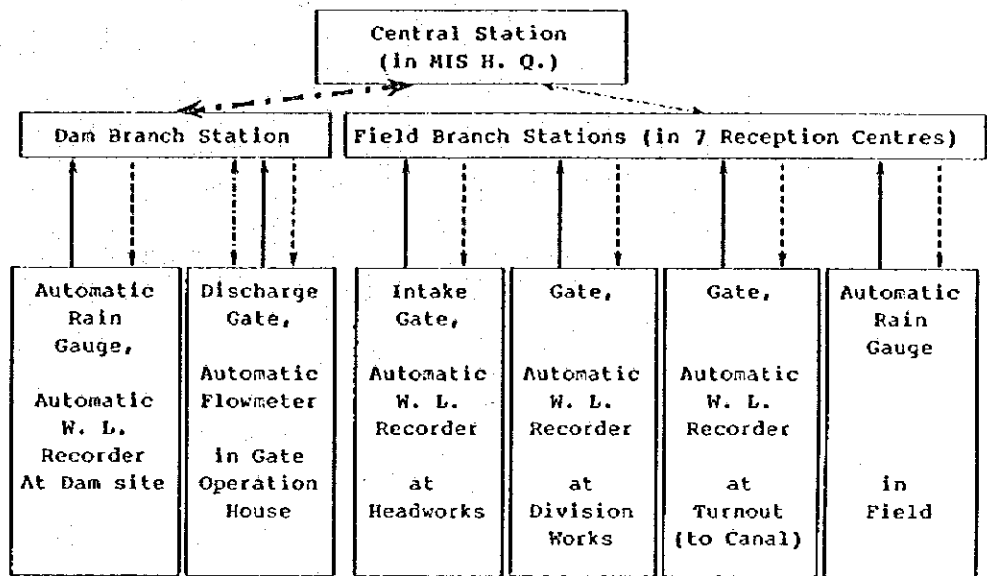 Central Station
(in MIS H. Q.)
Dam Branch Station
Field Branch Stations (in 7 Reception Centres)
Automatic
Rain
Gauge,
Automatic
W. L.
Recorder
At Dam site
Discharge
Gate,
Automatic
Flowmeter
in Gate
Operation
House
Intake
Gate,
Automatic
W. L.
Recorder
at
Headworks
Gate,
Automatic
W. L.
Recorder
at
Division
Works
Gate,
Automatic
W. L.
Recorder
at
Turnout
(to Canal)
Automatic
Rain
Gauge
in
Field